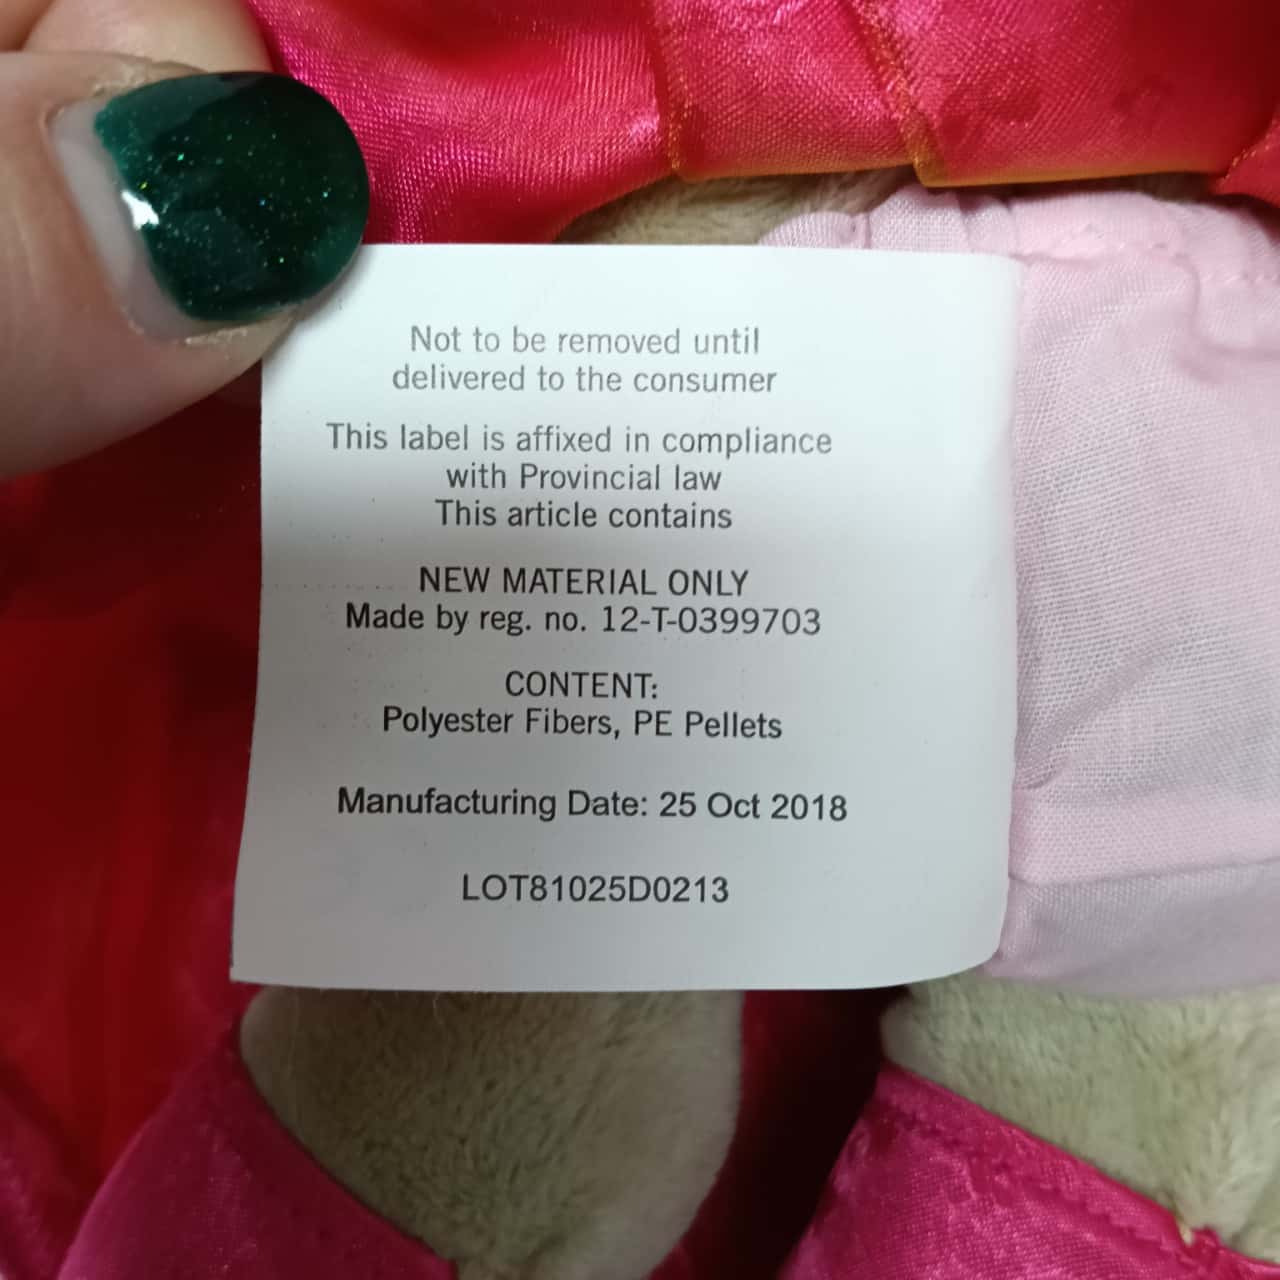 Not to be removed until
delivered to the consumer
This label is affixed in compliance
with Provincial law
This article contains
NEW MATERIAL ONLY
Made by reg. no. 12-T-0399703
CONTENT:
Polyester Fibers, PE Pellets
Manufacturing Date: 25 Oct 2018
LOT81025D0213